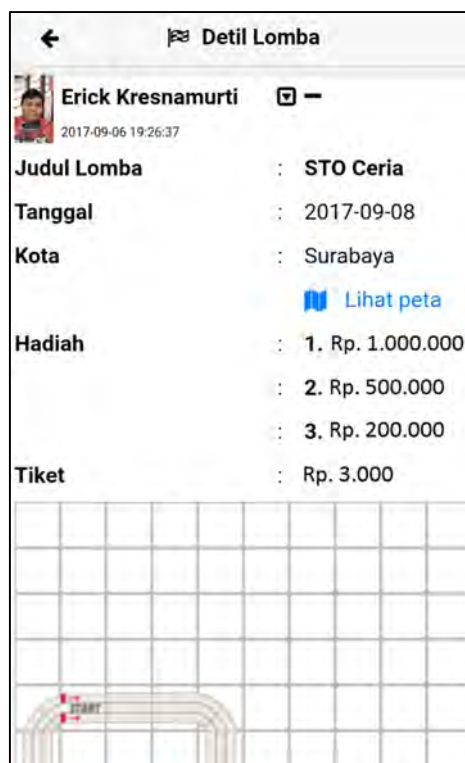 Detil Lomba
Erick Kresnamurti
2017-09-06 19:26:37
Judul Lomba : STO Ceria
Tanggal : 2017-09-08
Kota : Surabaya
Lihat peta
Hadiah : 1. Rp. 1.000.000
: 2. Rp. 500.000
: 3. Rp. 200.000
Tiket : Rp. 3.000
START